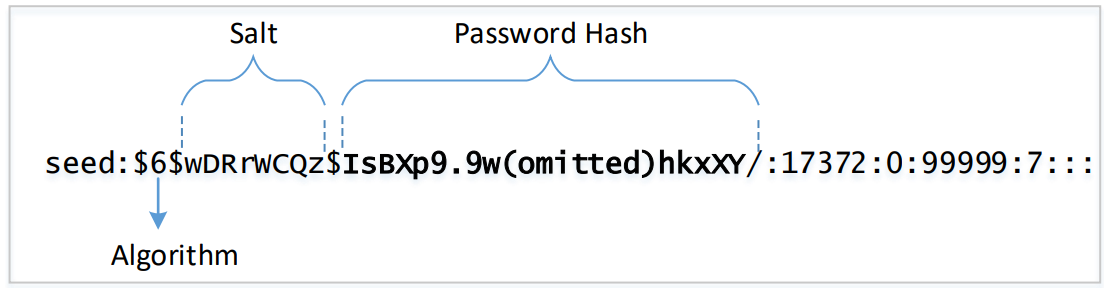 Salt Password Hash
seed:$6$wDRrWCQz$IsBXp9.9w(omitted)hkxXY/:17372:0:99999:7:::
Algorithm